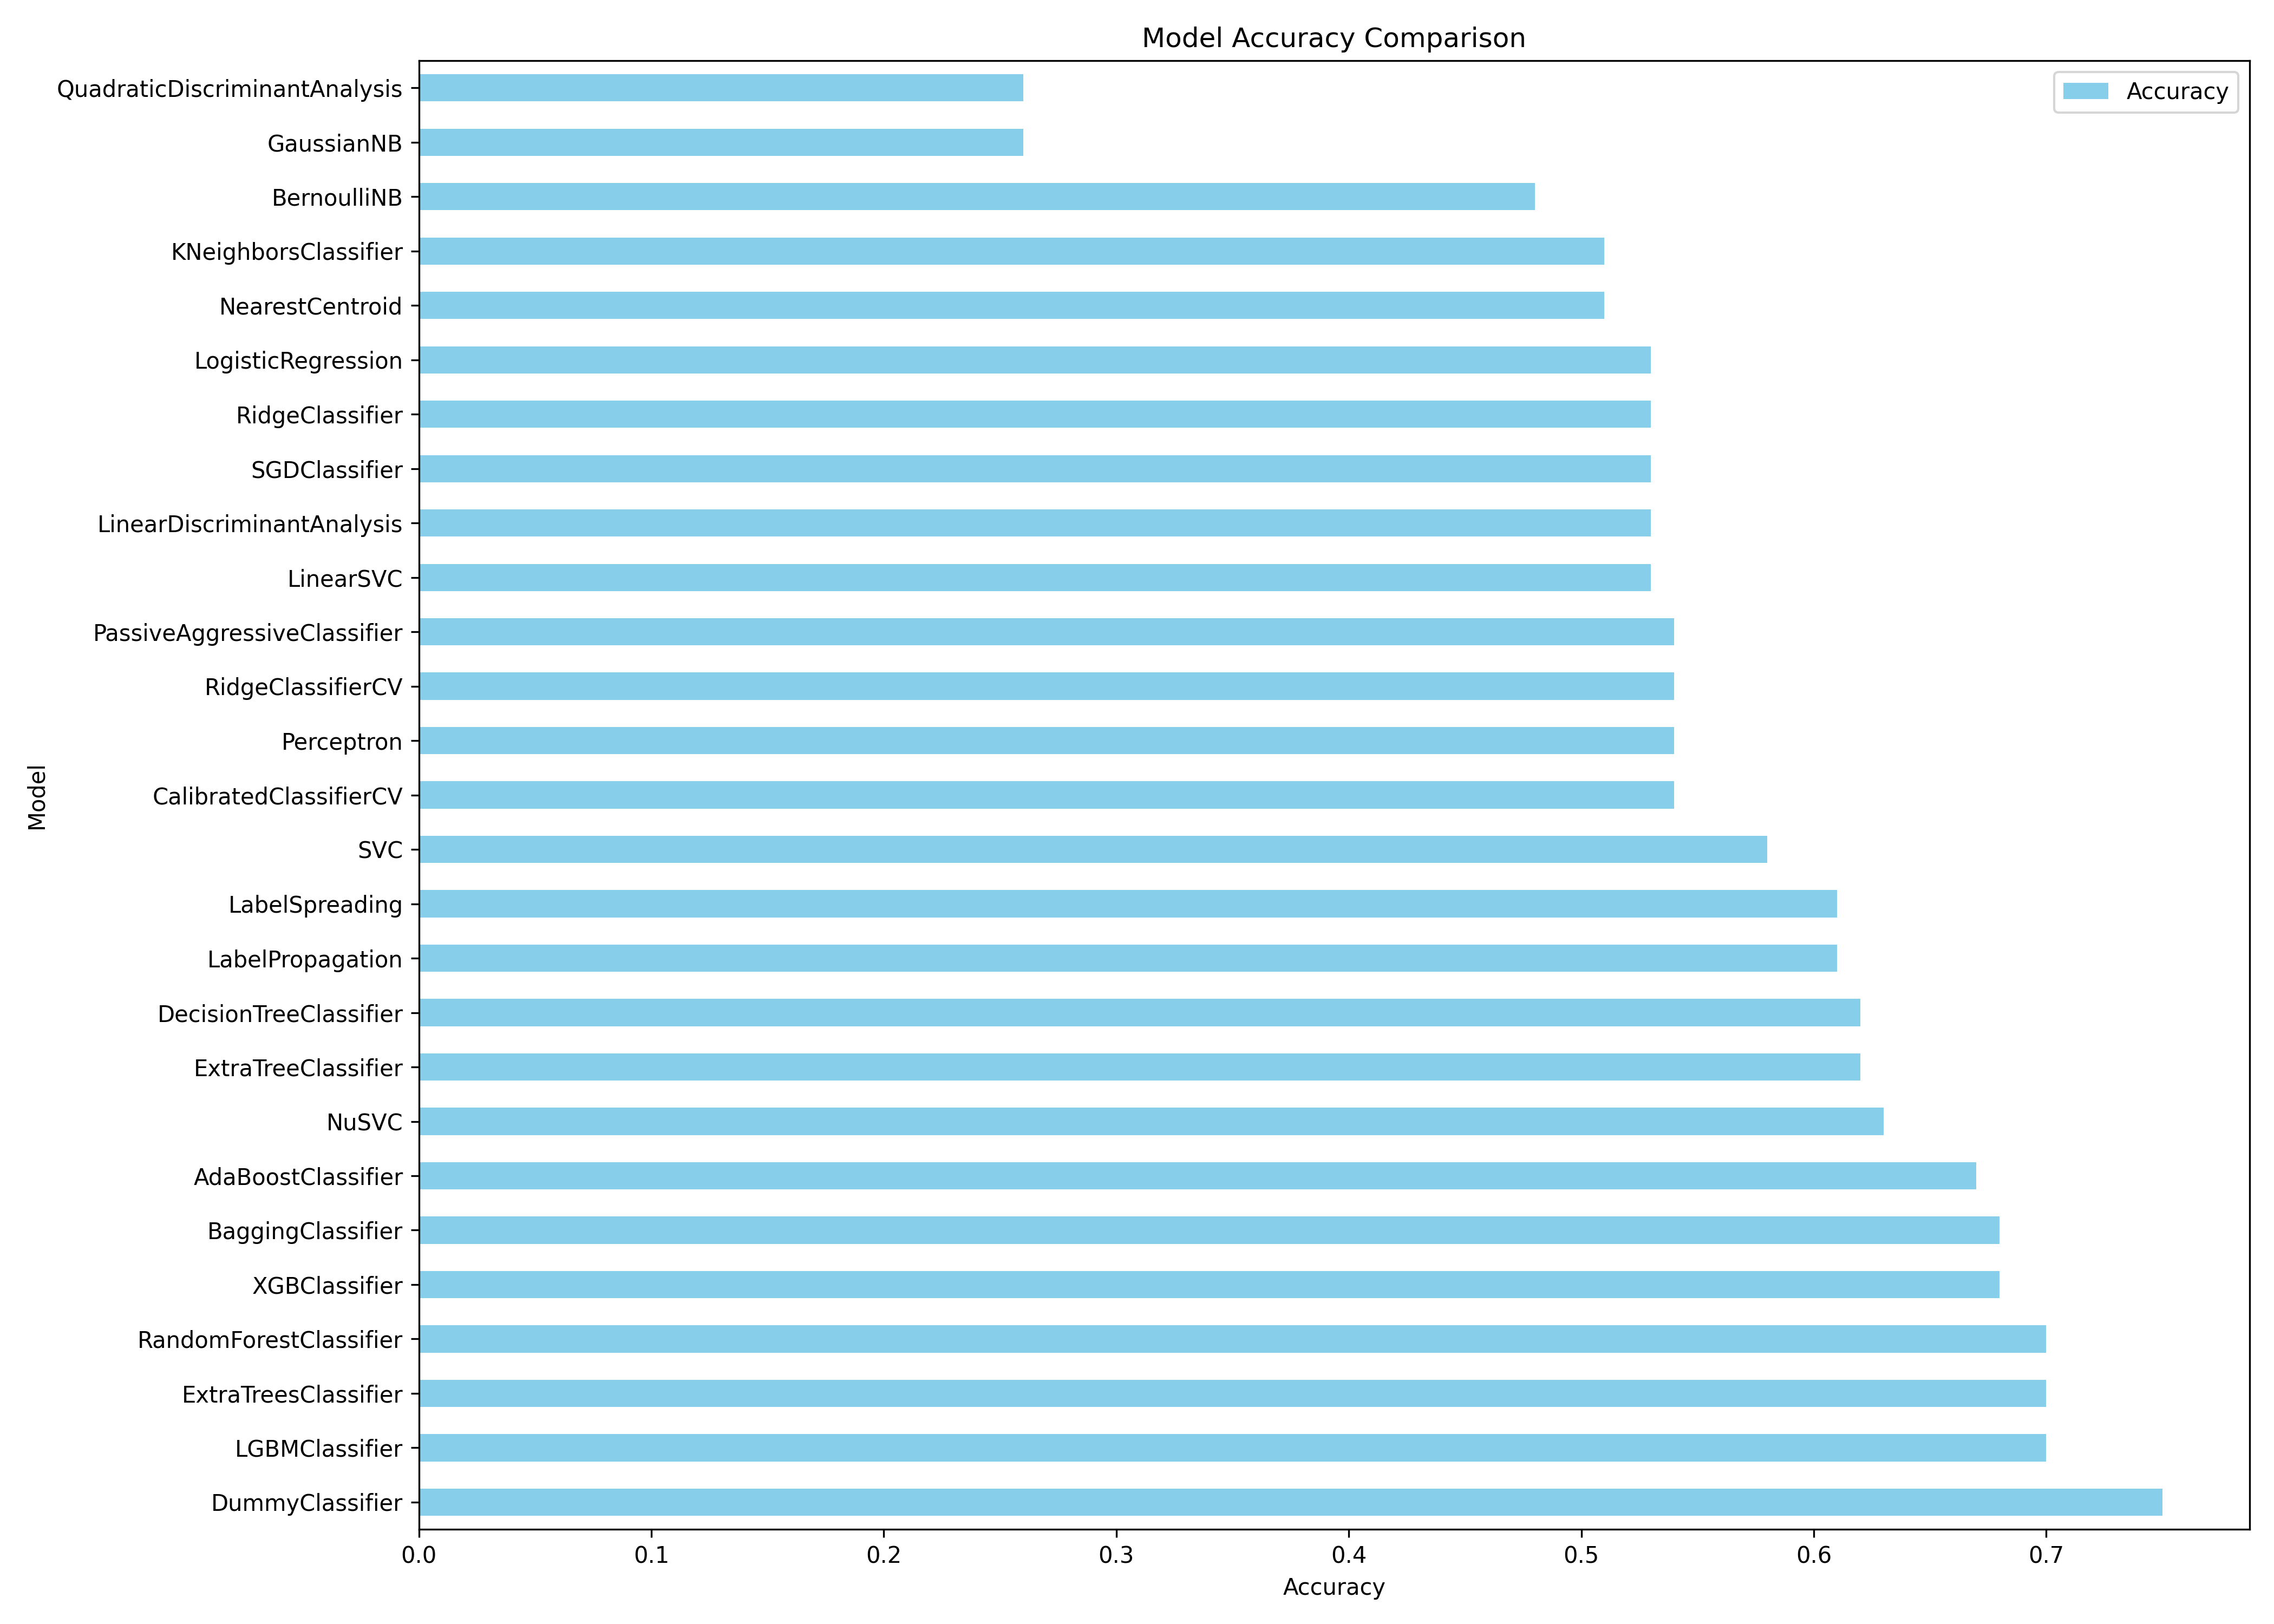 Model Accuracy Comparison
Accuracy
QuadraticDiscriminantAnalysis
GaussianNB
BernoulliNB
KNeighborsClassifier
NearestCentroid
LogisticRegression
RidgeClassifier
SGDClassifier
LinearDiscriminantAnalysis
LinearSVC
PassiveAggressiveClassifier
RidgeClassifierCV
Perceptron
CalibratedClassifierCV
SVC
LabelSpreading
LabelPropagation
DecisionTreeClassifier
ExtraTreeClassifier
NuSVC
AdaBoostClassifier
BaggingClassifier
XGBClassifier
RandomForestClassifier
ExtraTreesClassifier
LGBMClassifier
DummyClassifier
Model
0.0 0.1 0.2 0.3 0.4 0.5 0.6 0.7
Accuracy